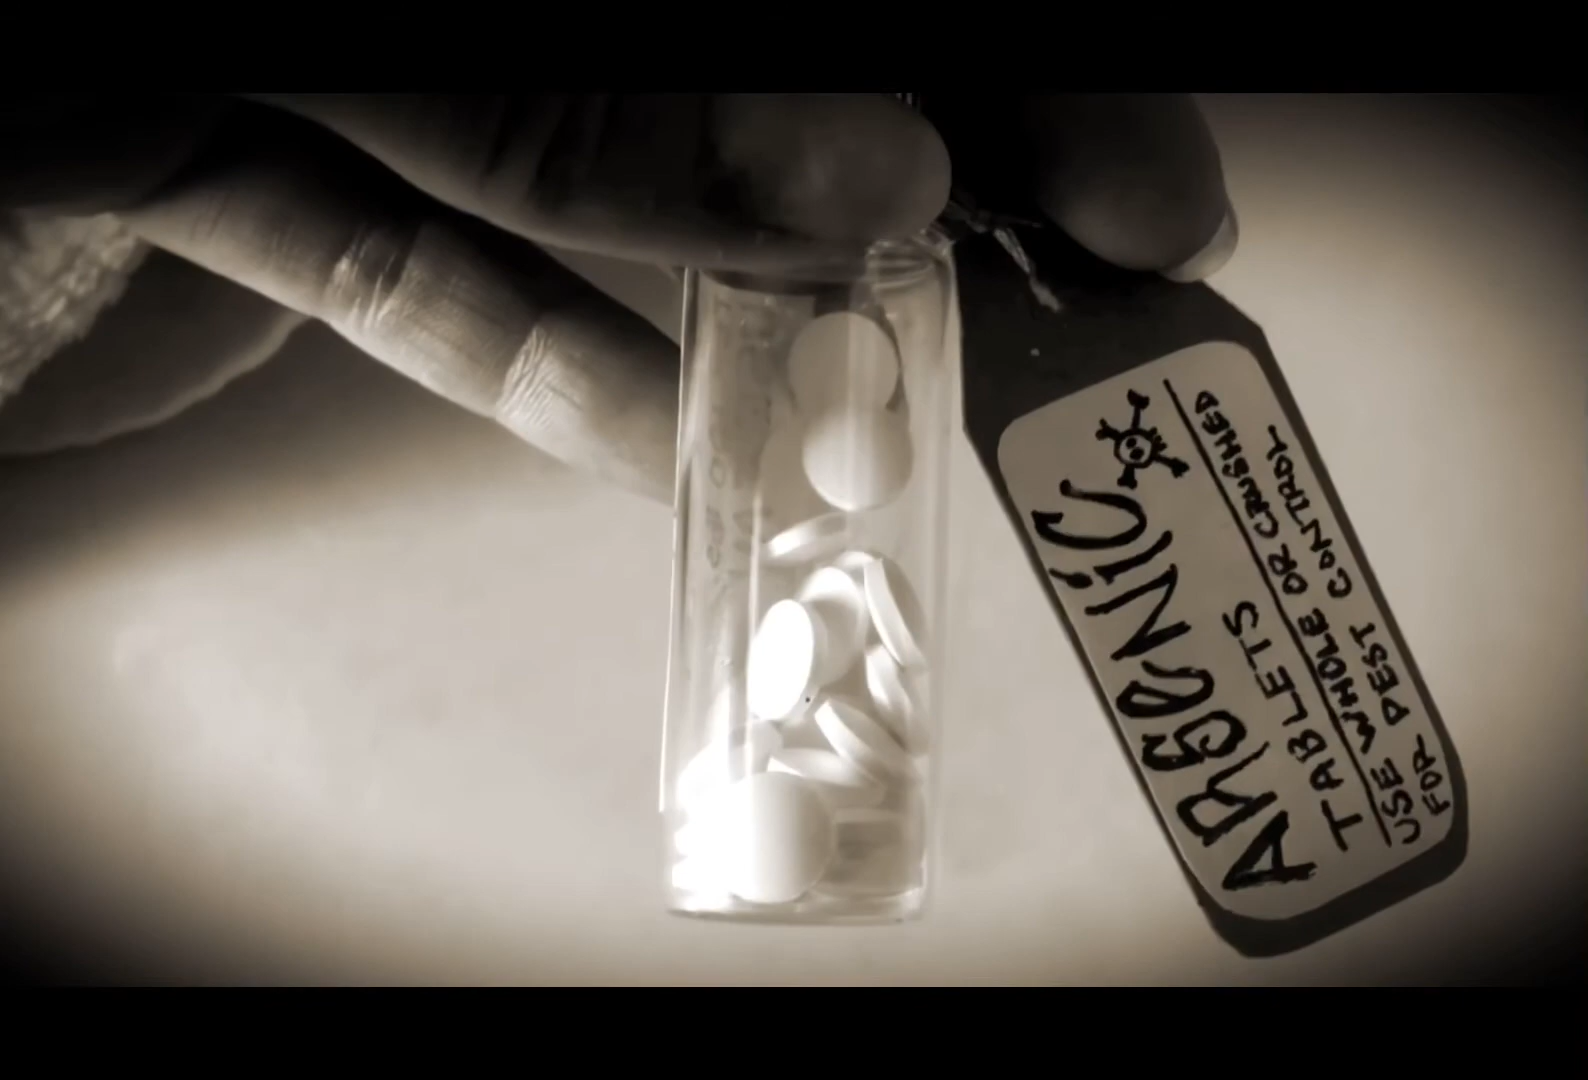 ARSENIC
TABLETS
USE WHOLE OR CRUSHED
FOR PEST CONTROL